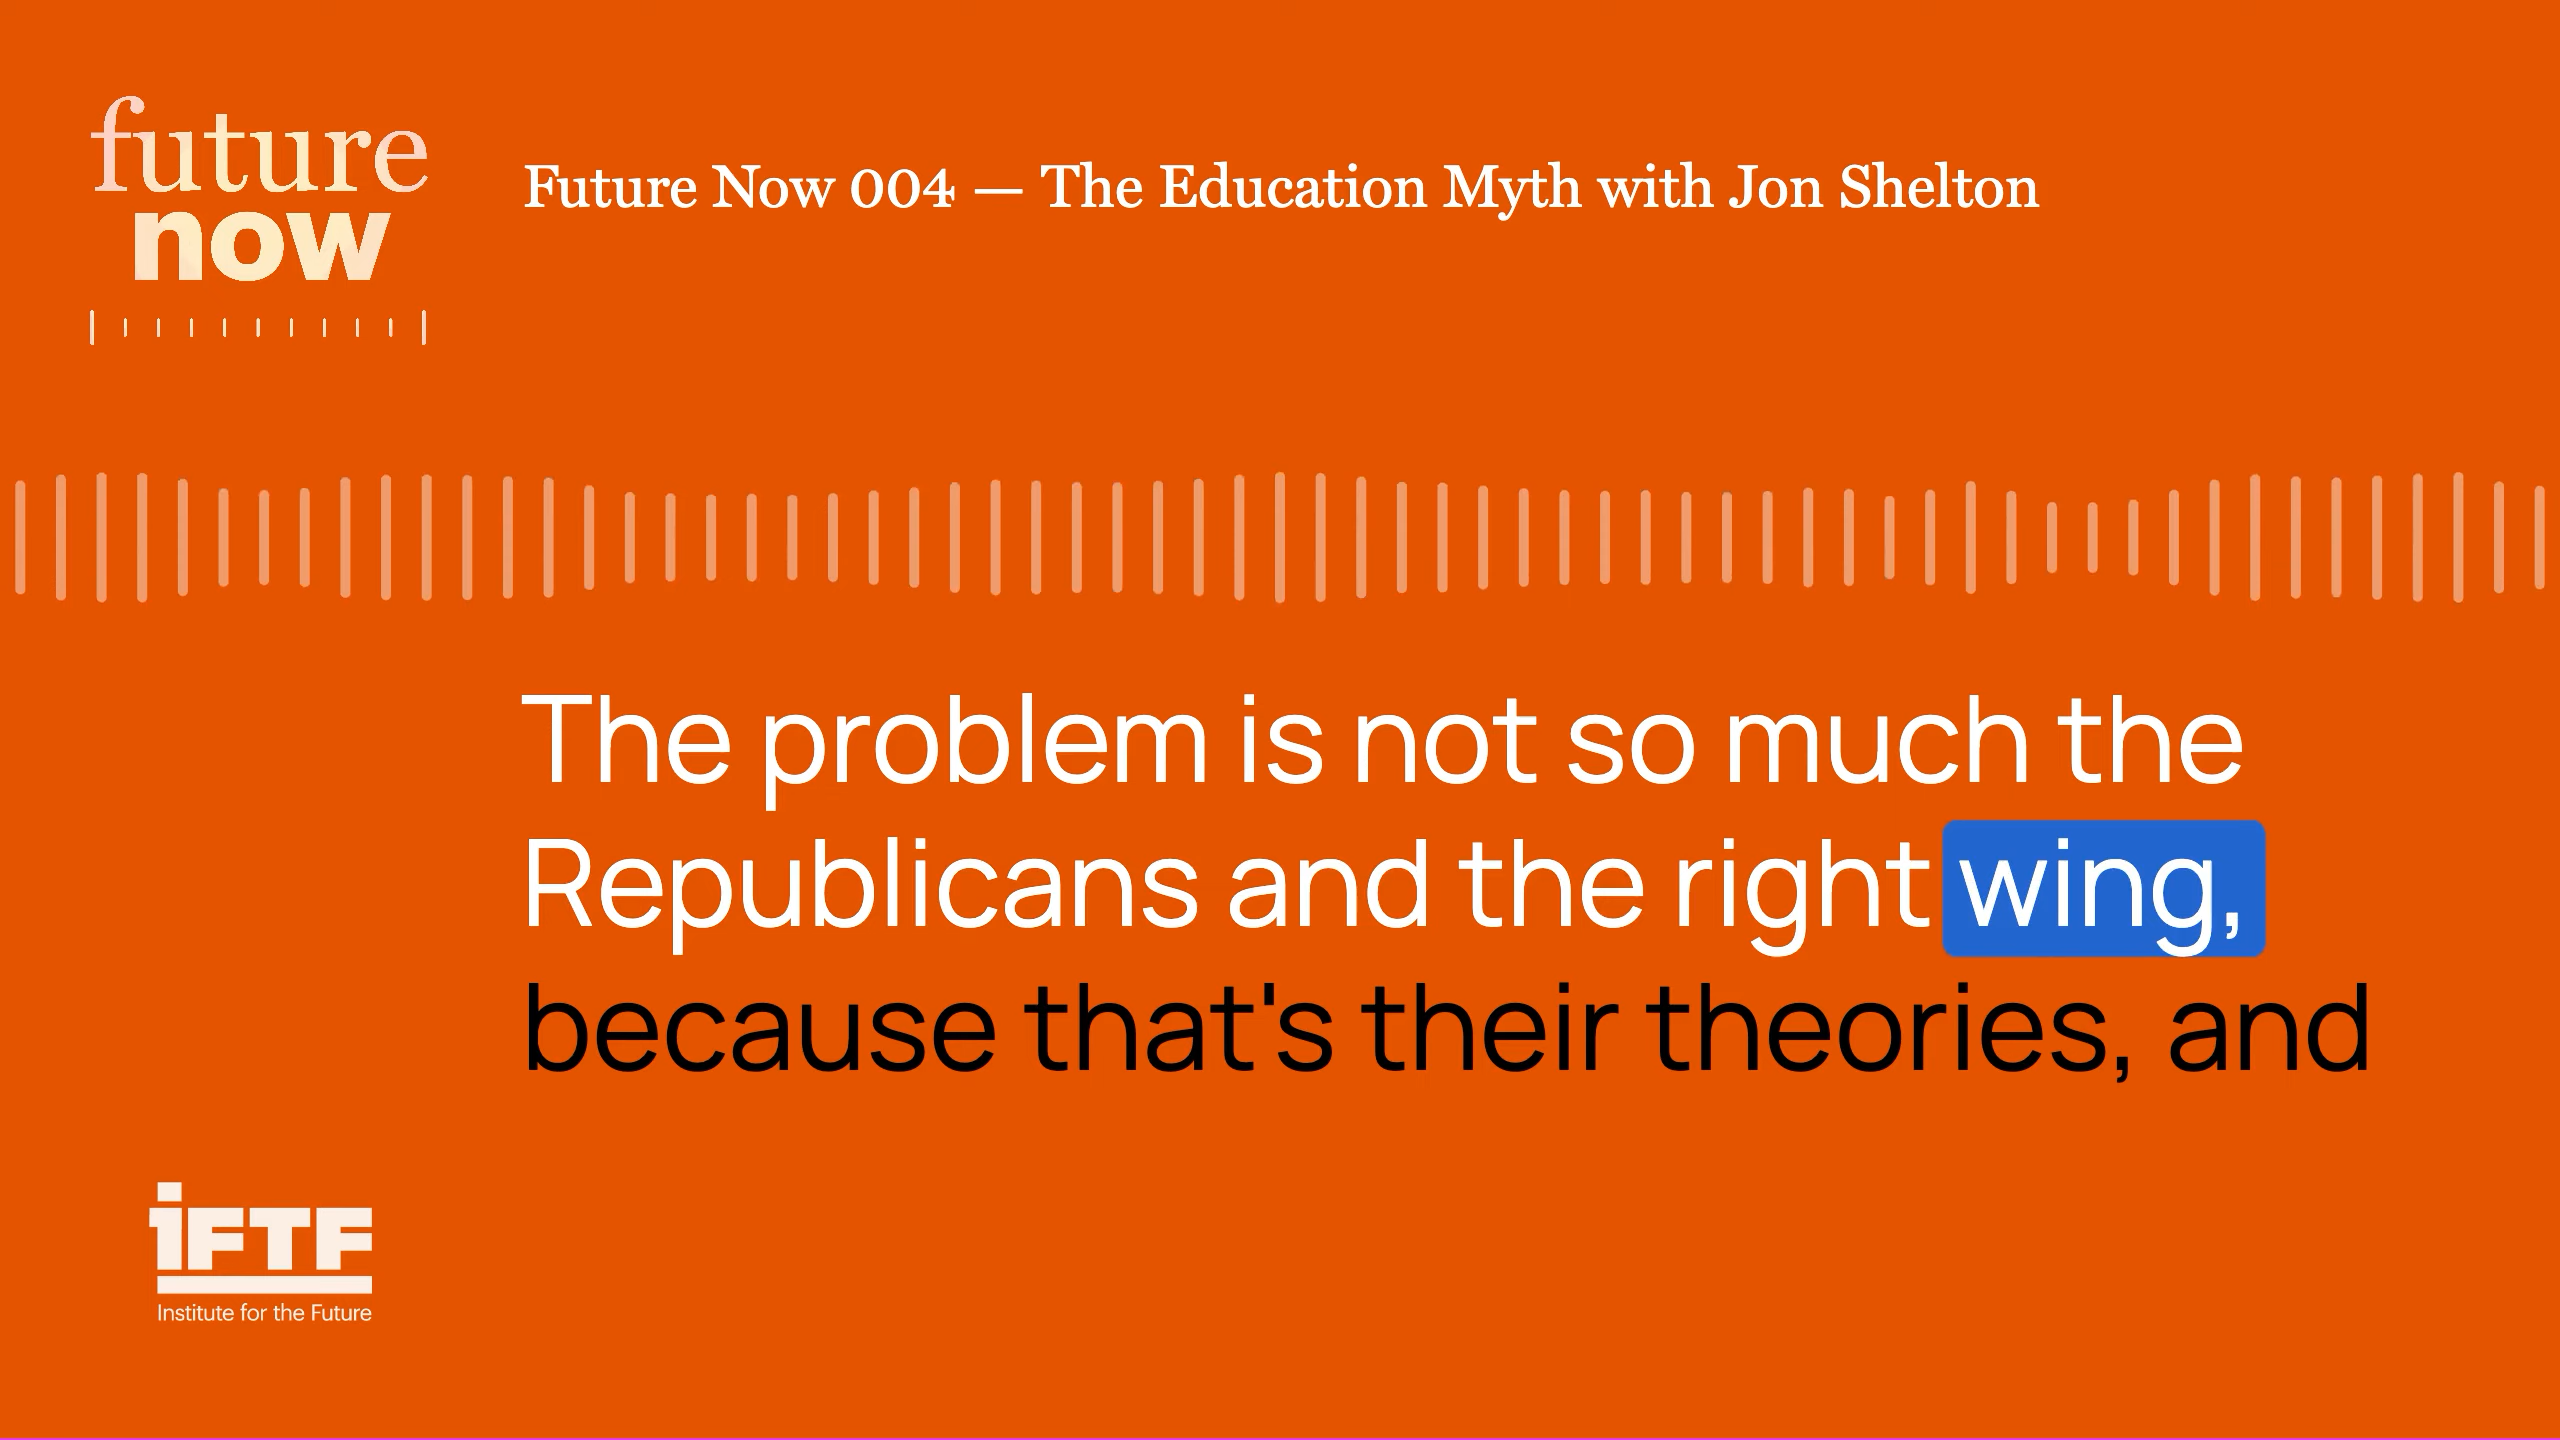 future
now
Future Now 004 — The Education Myth with Jon Shelton
The problem is not so much the
Republicans and the right wing,
because that's their theories, and
iFTF
Institute for the Future